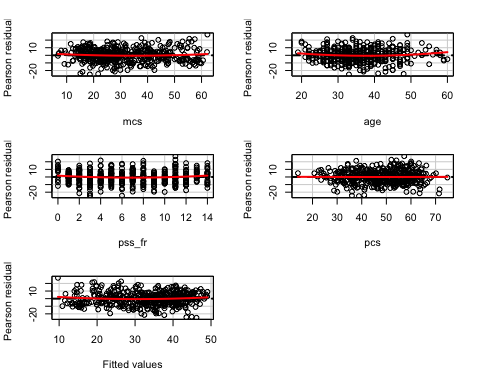 Pearson residual
10
-20
10 20 30 40 50 60
mcs
Pearson residual
10
-20
20 30 40 50 60
age
Pearson residual
10
-20
0 2 4 6 8 10 12 14
pss_fr
Pearson residual
10
-20
20 30 40 50 60 70
pcs
Pearson residual
10
-20
10 20 30 40 50
Fitted values